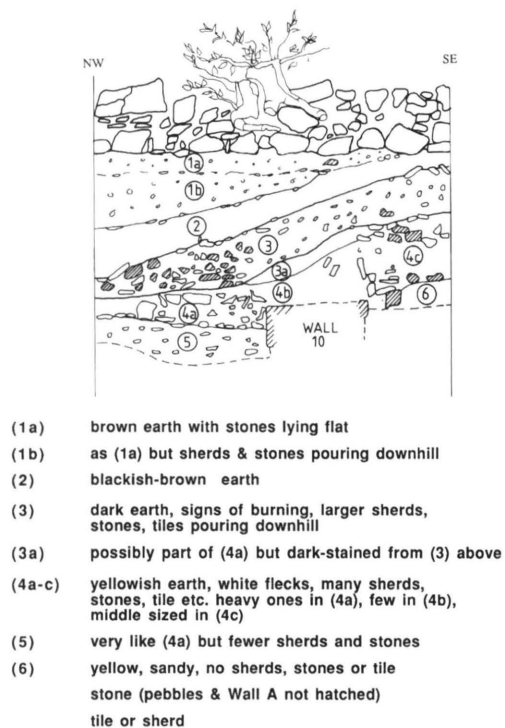 NW
SE
1a
1b
2
3
3a
4c
4b
6
4a
5
WALL
10
(1a) brown earth with stones lying flat
(1b) as (1a) but sherds & stones pouring downhill
(2) blackish-brown earth
(3) dark earth, signs of burning, larger sherds,
stones, tiles pouring downhill
(3a) possibly part of (4a) but dark-stained from (3) above
(4a-c) yellowish earth, white flecks, many sherds,
stones, tile etc. heavy ones in (4a), few in (4b),
middle sized in (4c)
(5) very like (4a) but fewer sherds and stones
(6) yellow, sandy, no sherds, stones or tile
stone (pebbles & Wall A not hatched)
tile or sherd